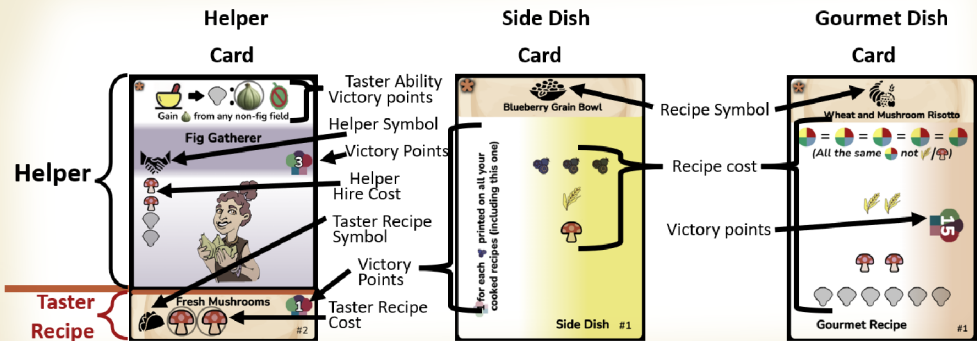 Helper
Card
Side Dish
Card
Gourmet Dish
Card
Gain from any non-fig field
Fig Gatherer
3
Fresh Mushrooms
1
#2
Helper
Taster
Recipe
Taster Ability
Victory points
Helper Symbol
Victory Points
Helper
Hire Cost
Taster Recipe
Symbol
Victory
Points
Taster Recipe
Cost
Blueberry Grain Bowl
for each printed on all your
cooked recipes (including this one)
Side Dish #1
Recipe Symbol
Recipe cost
Victory points
Wheat and Mushroom Risotto
= = = =
(All the same not / )
15
Gourmet Recipe #1